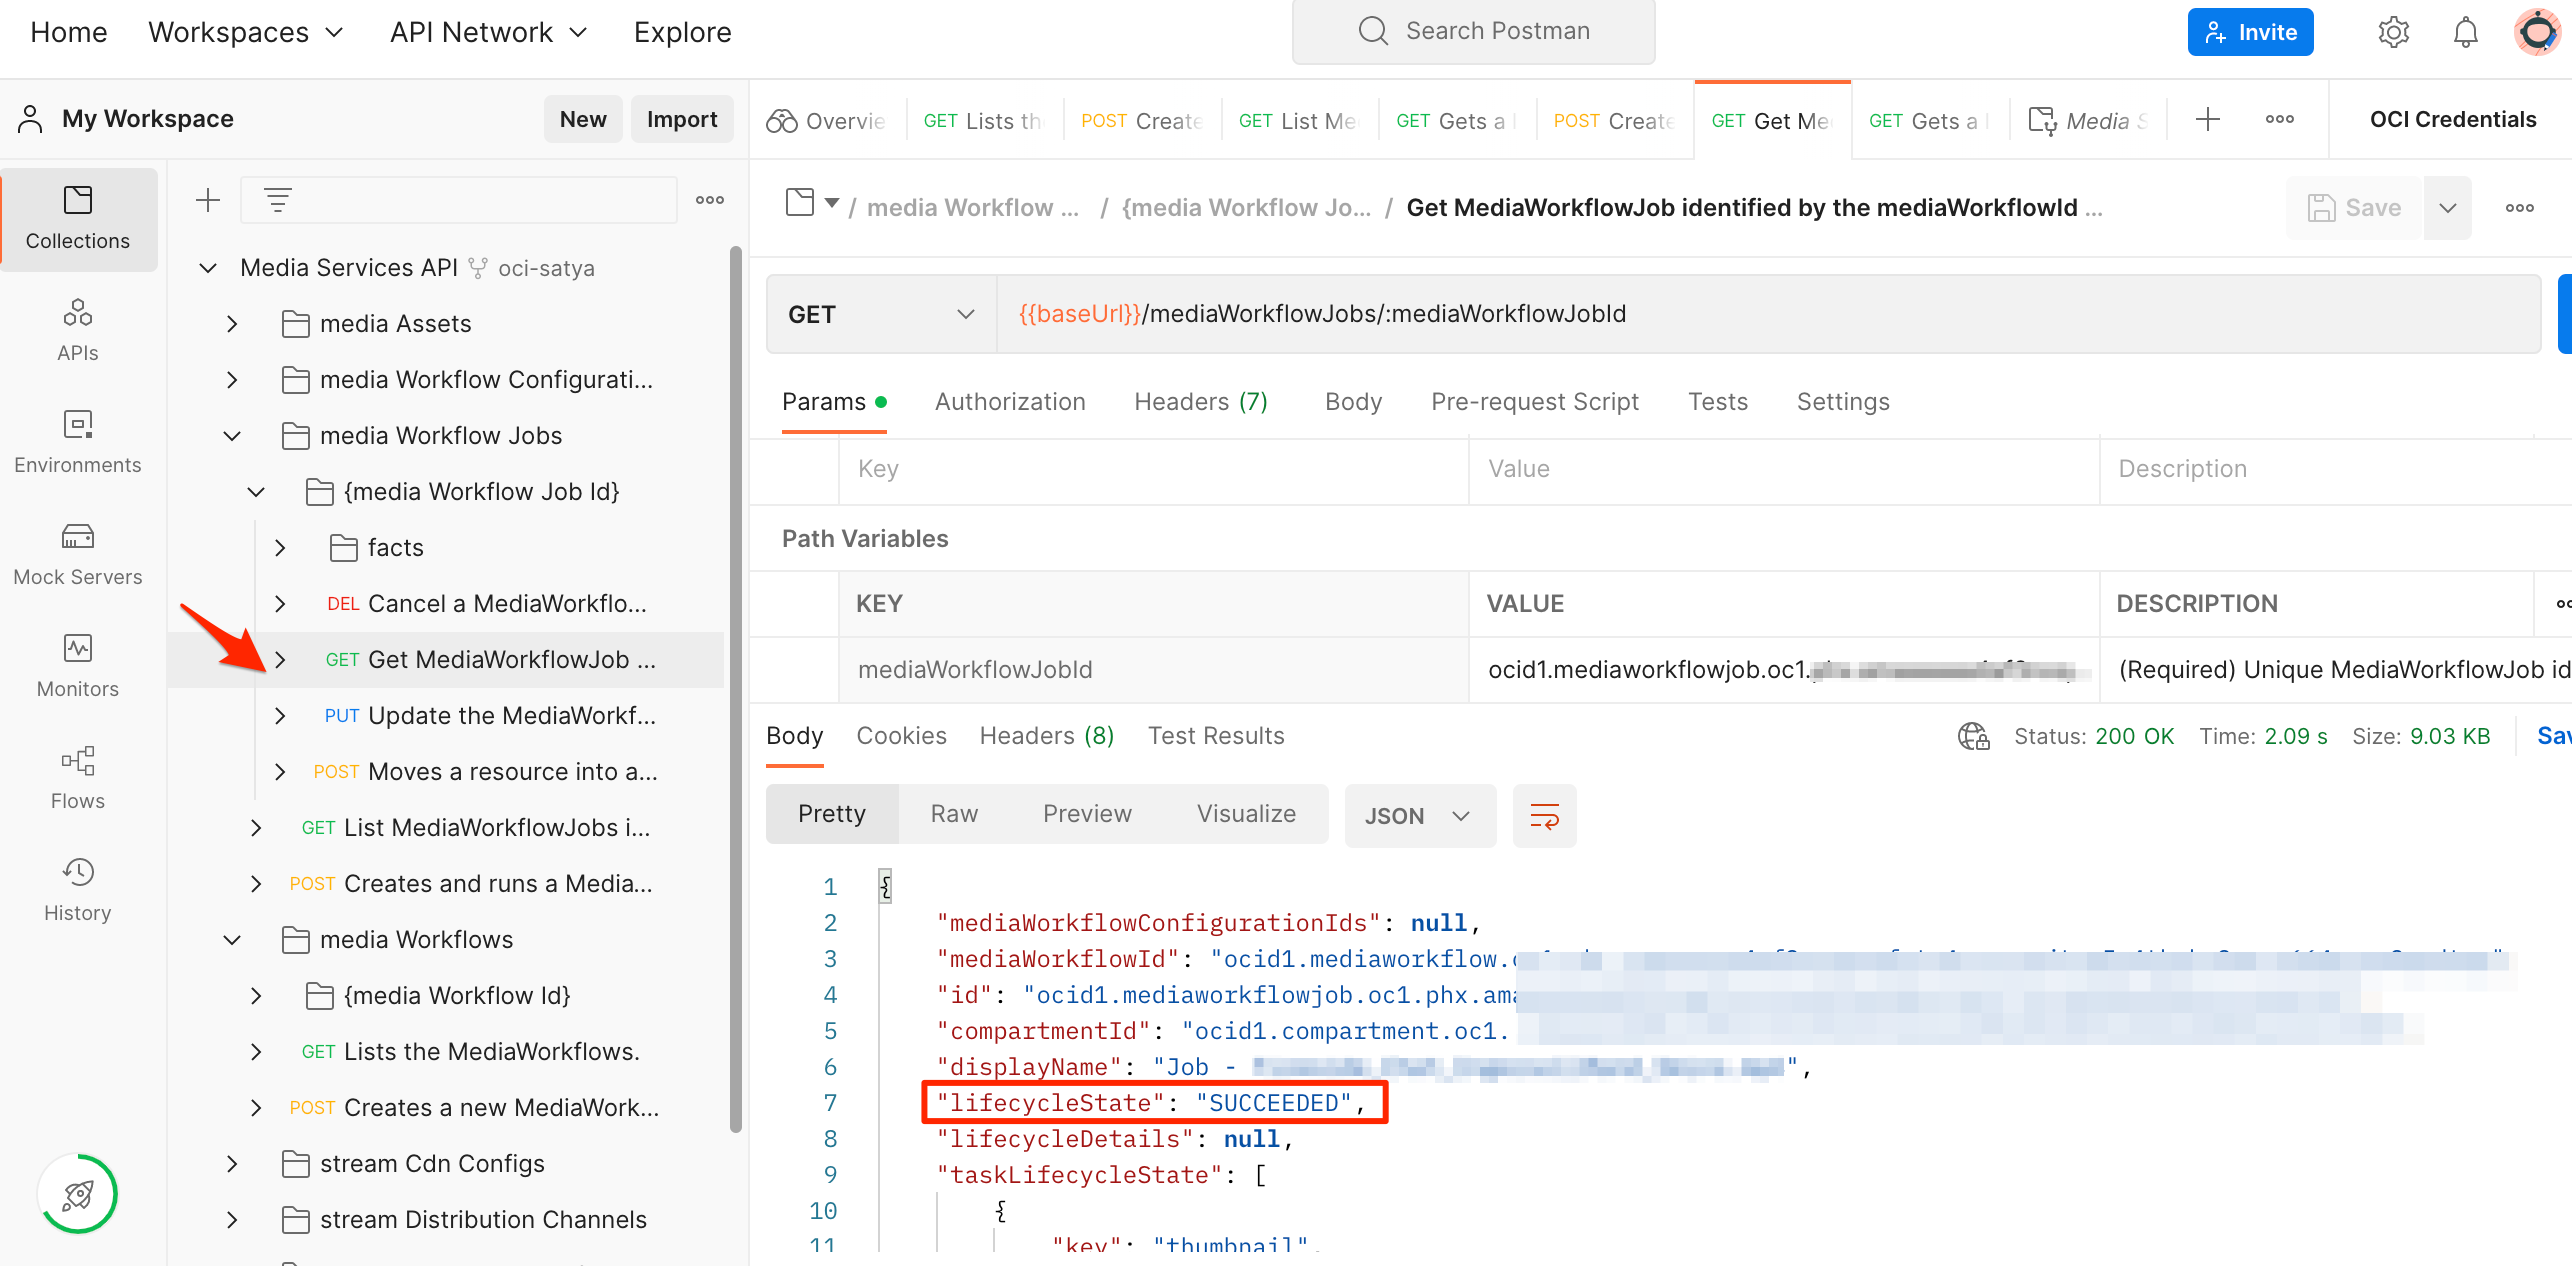 Home Workspaces API Network Explore Search Postman Invite
My Workspace New Import
Overvie GET Lists th POST Create GET List Me GET Gets a POST Create GET Get Me GET Gets a Media S OCI Credentials
Collections
APIs
Environments
Mock Servers
Monitors
Flows
History
Media Services API oci-satya
media Assets
media Workflow Configurati...
media Workflow Jobs
{media Workflow Job Id}
facts
DEL Cancel a MediaWorkflo...
GET Get MediaWorkflowJob ...
PUT Update the MediaWorkf...
POST Moves a resource into a...
GET List MediaWorkflowJobs i...
POST Creates and runs a Media...
media Workflows
{media Workflow Id}
GET Lists the MediaWorkflows.
POST Creates a new MediaWork...
stream Cdn Configs
stream Distribution Channels
/ media Workflow ... / {media Workflow Jo... / Get MediaWorkflowJob identified by the mediaWorkflowId ... Save
GET {{baseUrl}}/mediaWorkflowJobs/:mediaWorkflowJobId
Params Authorization Headers (7) Body Pre-request Script Tests Settings
Key Value Description
Path Variables
KEY VALUE DESCRIPTION
mediaWorkflowJobId ocid1.mediaworkflowjob.oc1. (Required) Unique MediaWorkflowJob id
Body Cookies Headers (8) Test Results Status: 200 OK Time: 2.09 s Size: 9.03 KB Sav
Pretty Raw Preview Visualize JSON
1 {
2 "mediaWorkflowConfigurationIds": null,
3 "mediaWorkflowId": "ocid1.mediaworkflow.
4 "id": "ocid1.mediaworkflowjob.oc1.phx.ama
5 "compartmentId": "ocid1.compartment.oc1.
6 "displayName": "Job - ",
7 "lifecycleState": "SUCCEEDED",
8 "lifecycleDetails": null,
9 "taskLifecycleState": [
10 {
11 "key": "thumbnail",